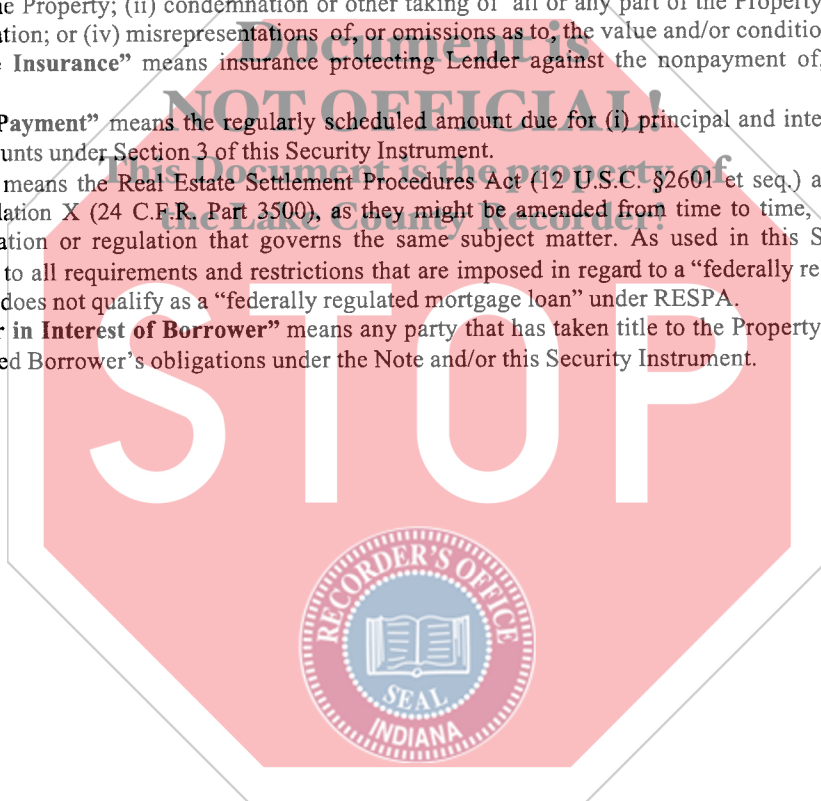 ne Property; (ii) condemnation or other taking of all or any part of the Property
ation; or (iv) misrepresentations of, or omissions as to, the value and/or conditio
e Insurance” means insurance protecting Lender against the nonpayment of,
Payment” means the regularly scheduled amount due for (i) principal and inte
unts under Section 3 of this Security Instrument.
means the Real Estate Settlement Procedures Act (12 U.S.C. §2601 et seq.) a
lation X (24 C.F.R. Part 3500), as they might be amended from time to time,
ation or regulation that governs the same subject matter. As used in this S
to all requirements and restrictions that are imposed in regard to a “federally re
does not qualify as a “federally regulated mortgage loan” under RESPA.
r in Interest of Borrower” means any party that has taken title to the Property
ed Borrower’s obligations under the Note and/or this Security Instrument.
Document is
NOT OFFICIAL!
This Document is the property of
the Lake County Recorder!
STOP
RECORDER’S OFFICE
SEAL
INDIANA